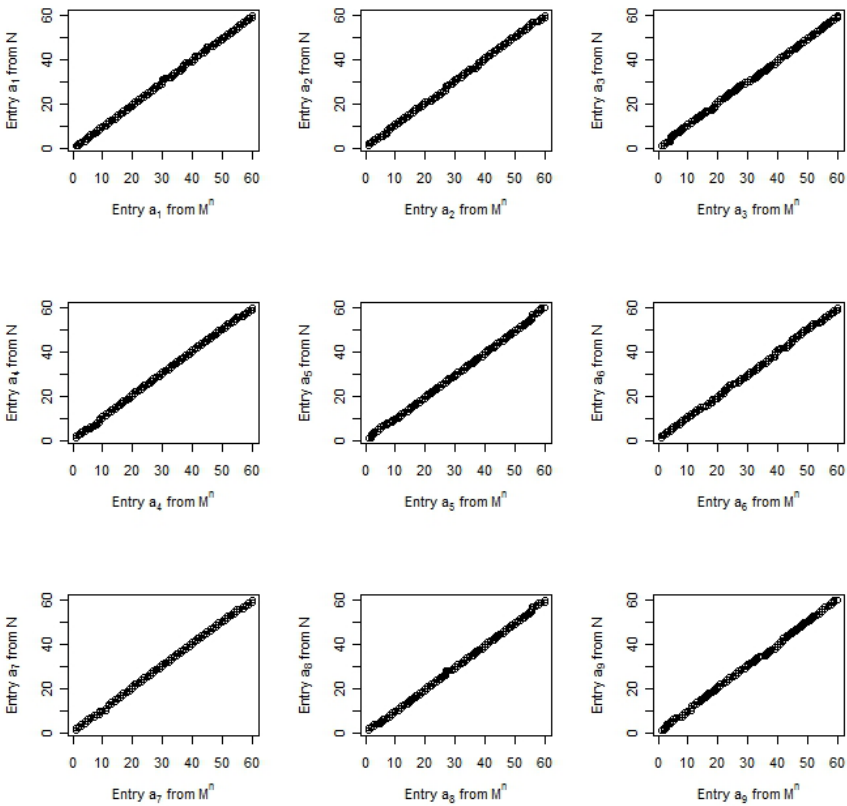 Entry a₁ from N
60
40
20
0
0 10 20 30 40 50 60
Entry a₁ from Mⁿ
Entry a₂ from N
60
40
20
0
0 10 20 30 40 50 60
Entry a₂ from Mⁿ
Entry a₃ from N
60
40
20
0
0 10 20 30 40 50 60
Entry a₃ from Mⁿ
Entry a₄ from N
60
40
20
0
0 10 20 30 40 50 60
Entry a₄ from Mⁿ
Entry a₅ from N
60
40
20
0
0 10 20 30 40 50 60
Entry a₅ from Mⁿ
Entry a₆ from N
60
40
20
0
0 10 20 30 40 50 60
Entry a₆ from Mⁿ
Entry a₇ from N
60
40
20
0
0 10 20 30 40 50 60
Entry a₇ from Mⁿ
Entry a₈ from N
60
40
20
0
0 10 20 30 40 50 60
Entry a₈ from Mⁿ
Entry a₉ from N
60
40
20
0
0 10 20 30 40 50 60
Entry a₉ from Mⁿ